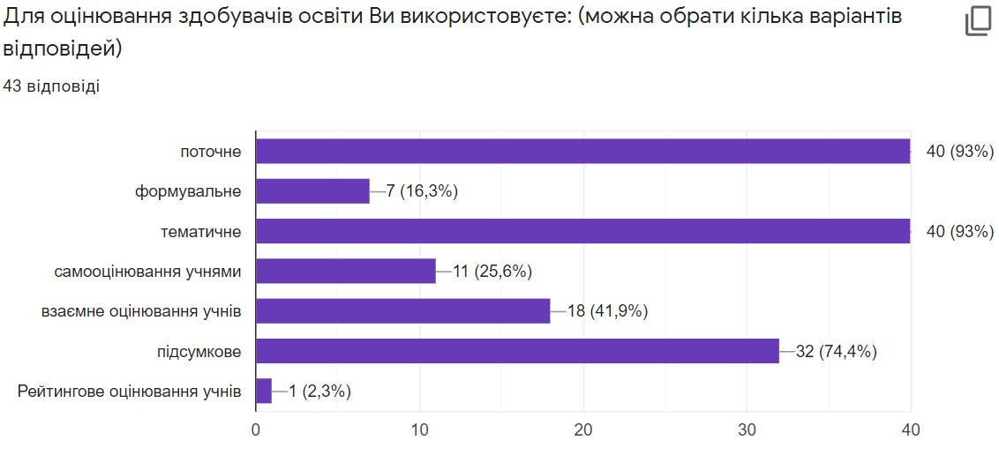 Для оцінювання здобувачів освіти Ви використовуєте: (можна обрати кілька варіантів
відповідей)
43 відповіді
поточне 40 (93%)
формувальне 7 (16,3%)
тематичне 40 (93%)
самооцінювання учнями 11 (25,6%)
взаємне оцінювання учнів 18 (41,9%)
підсумкове 32 (74,4%)
Рейтингове оцінювання учнів 1 (2,3%)
0 10 20 30 40